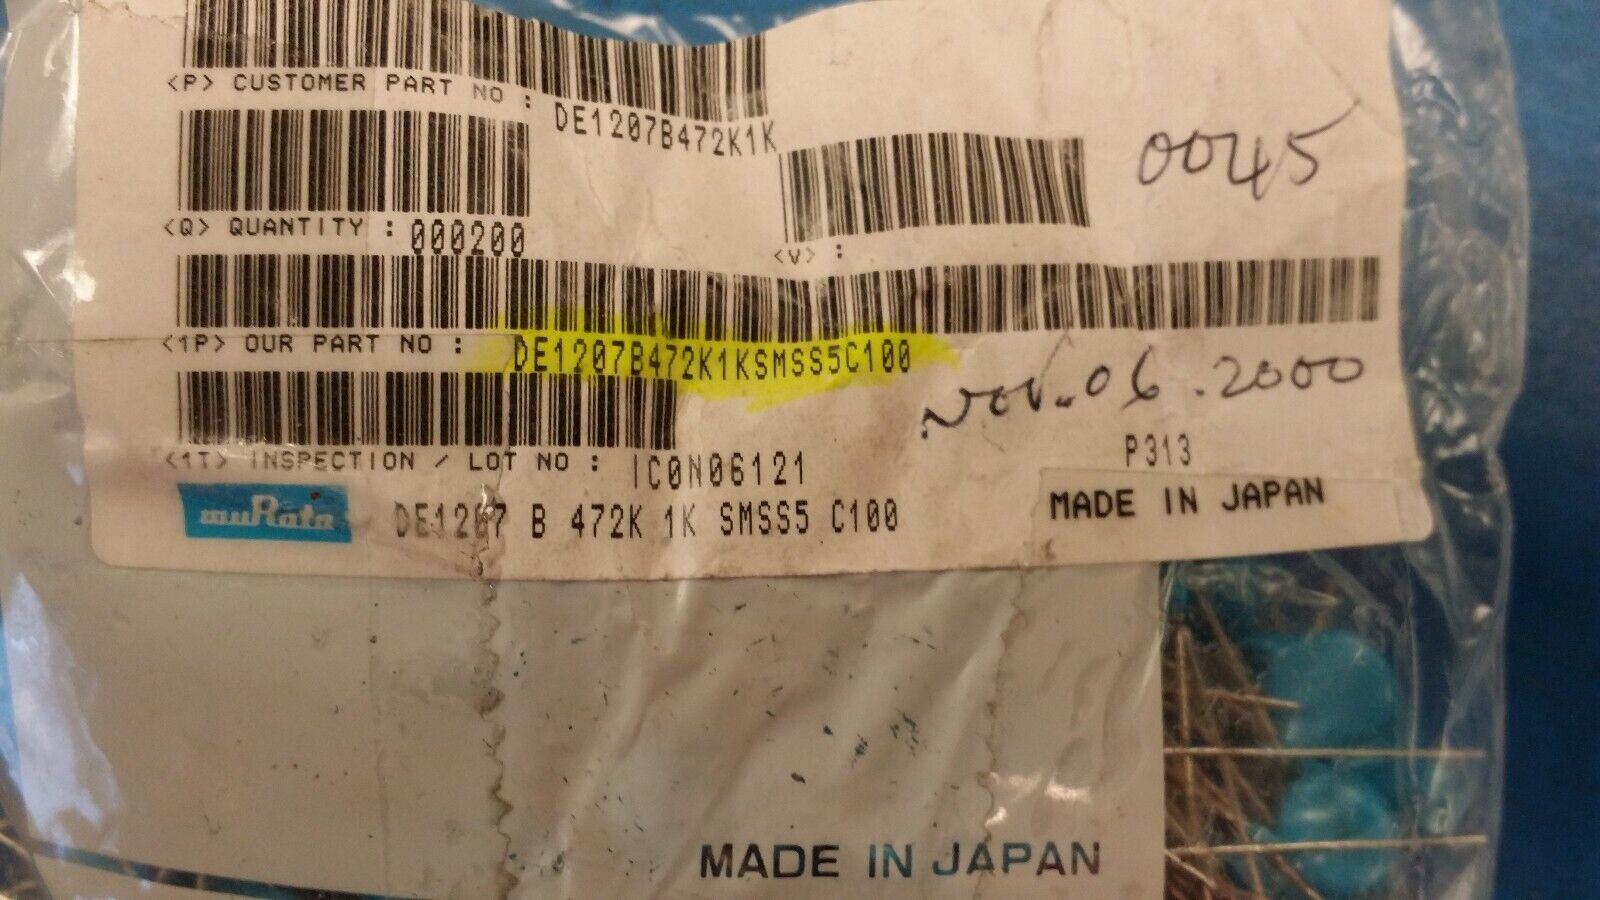 <P> CUSTOMER PART NO : DE1207B472K1K
0045
<Q> QUANTITY : 000200
<V> :
<1P> OUR PART NO : DE1207B472K1KSMSS5C100
Nov. 06. 2000
<1T> INSPECTION / LOT NO : IC0N06121
P313
muRata DE1207 B 472K 1K SMSS5 C100
MADE IN JAPAN
MADE IN JAPAN